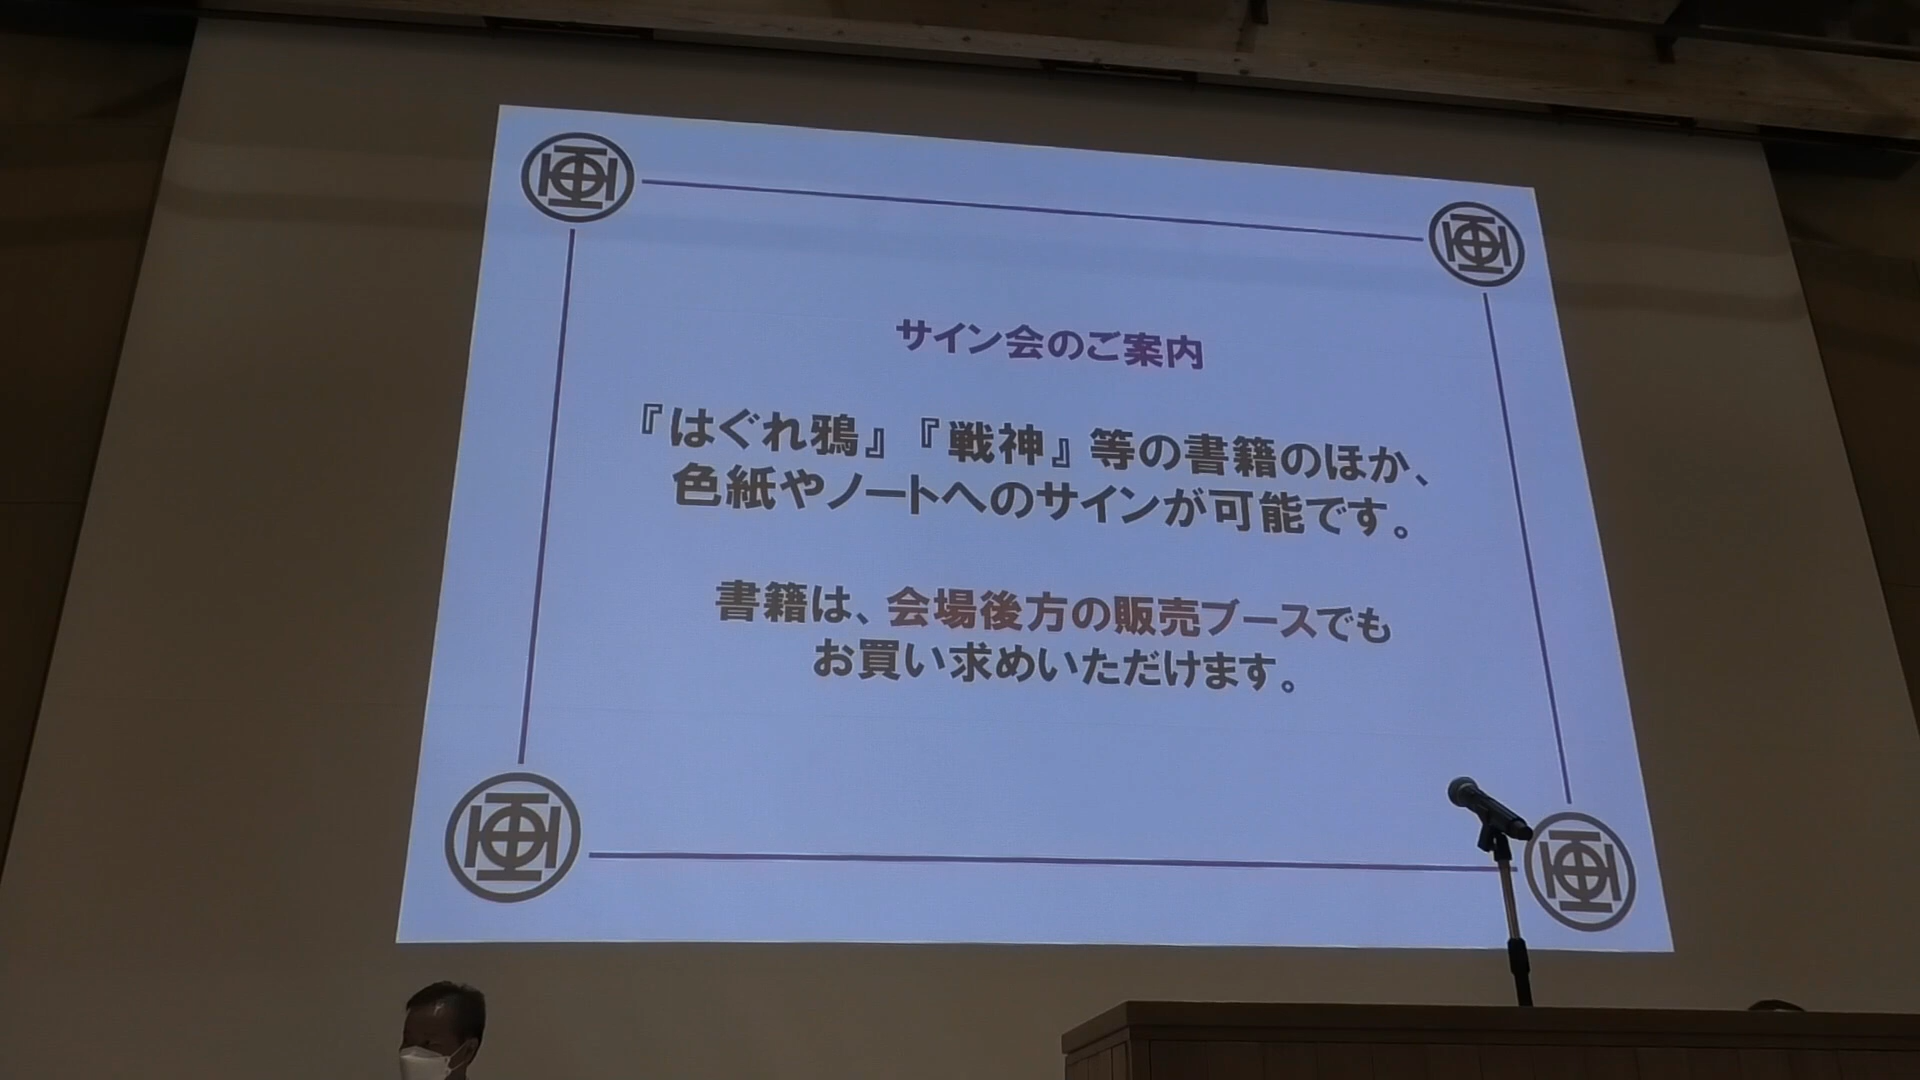 サイン会のご案内
『はぐれ鴉』『戦神』等の書籍のほか、
色紙やノートへのサインが可能です。
書籍は、会場後方の販売ブースでも
お買い求めいただけます。